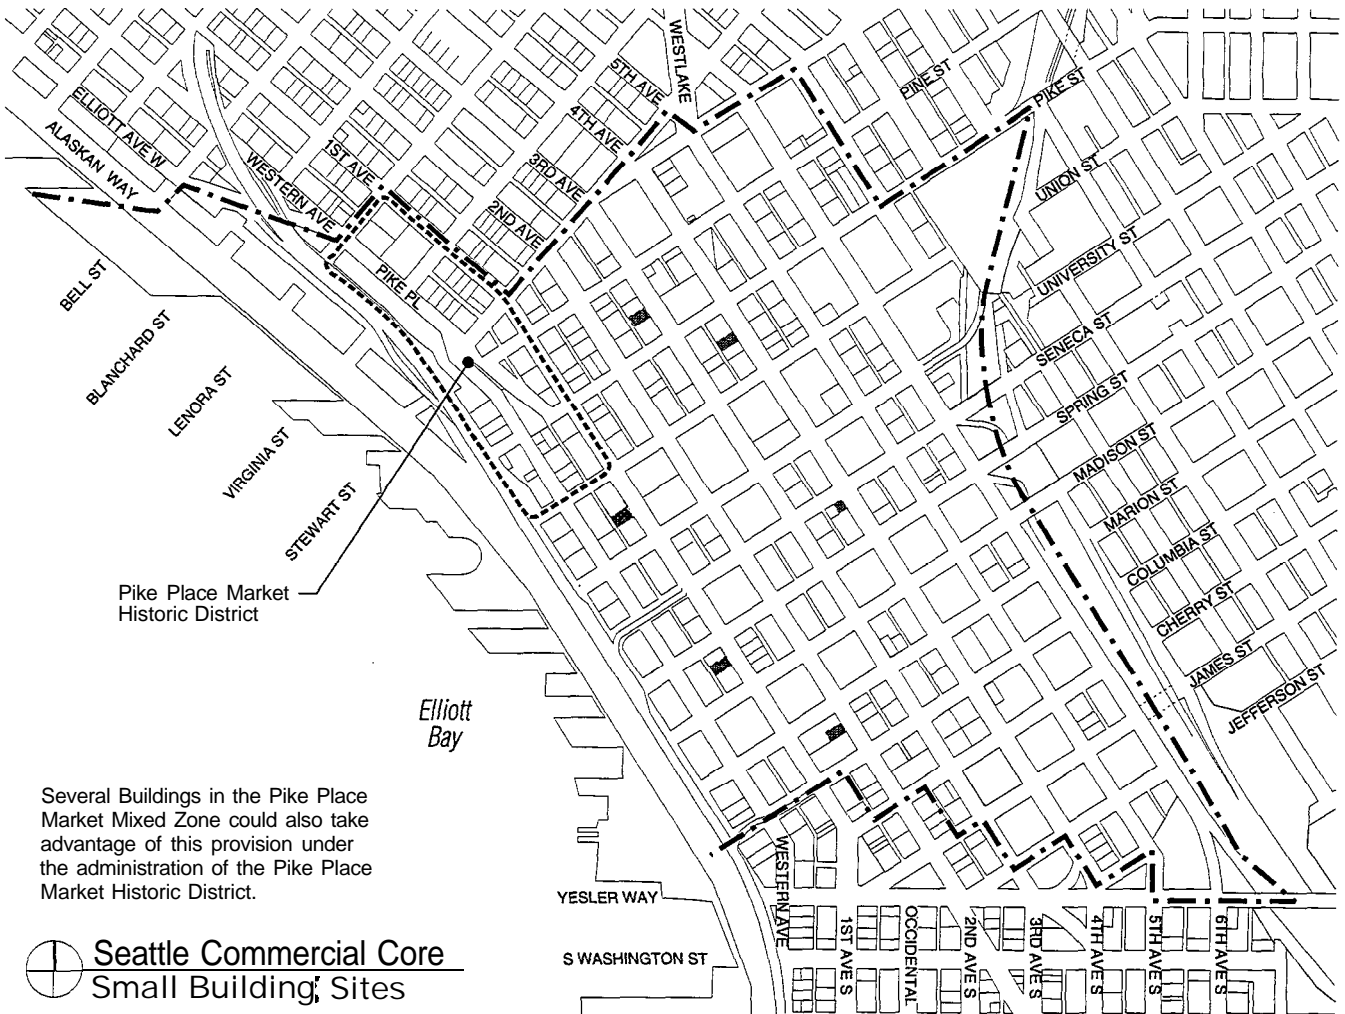 WESTLAKE
5TH AVE
4TH AVE
3RD AVE
2ND AVE
1ST AVE
WESTERN AVE
ELLIOTT AVE W
ALASKAN WAY
PIKE PL
PINE ST
PIKE ST
UNION ST
UNIVERSITY ST
SENECA ST
SPRING ST
MADISON ST
MARION ST
COLUMBIA ST
CHERRY ST
JAMES ST
JEFFERSON ST
BELL ST
BLANCHARD ST
LENORA ST
VIRGINIA ST
STEWART ST
Pike Place Market
Historic District
Elliott
Bay
Several Buildings in the Pike Place
Market Mixed Zone could also take
advantage of this provision under
the administration of the Pike Place
Market Historic District.
YESLER WAY
S WASHINGTON ST
WESTERN AVE
1ST AVE S
OCCIDENTAL
2ND AVE S
3RD AVE S
4TH AVE S
5TH AVE S
6TH AVE S
Seattle Commercial Core
Small Building Sites